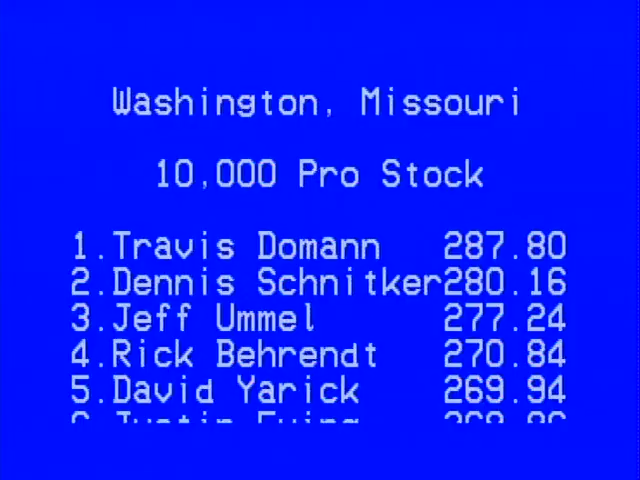 Washington, Missouri
10,000 Pro Stock
1.Travis Domann 287.80
2.Dennis Schnitker280.16
3.Jeff Ummel 277.24
4.Rick Behrendt 270.84
5.David Yarick 269.94